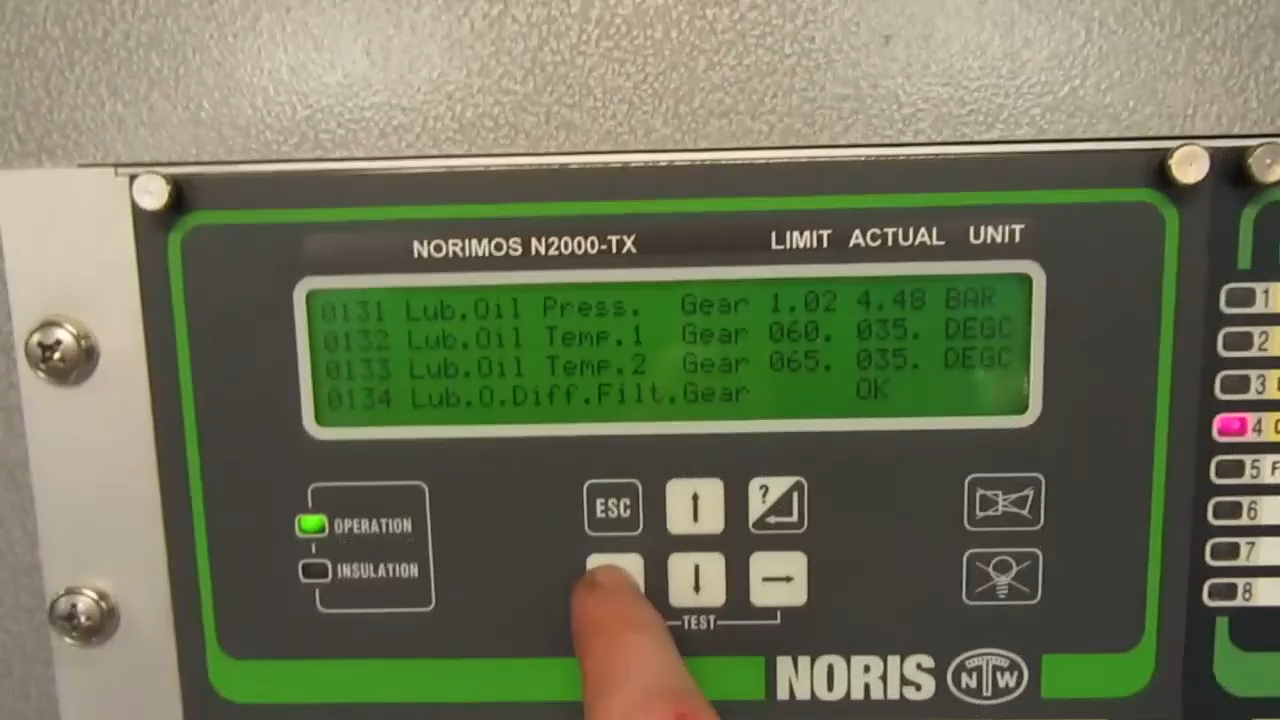 NORIMOS N2000-TX LIMIT ACTUAL UNIT
0131 Lub.Oil Press. Gear 1.02 4.48 BAR
0132 Lub.Oil Temp.1 Gear 060. 035. DEGC
0133 Lub.Oil Temp.2 Gear 065. 035. DEGC
0134 Lub.O.Diff.Filt.Gear OK
1
2
3
4
5 F
6
7
8
ESC
?
OPERATION
INSULATION
TEST
NORIS NTW